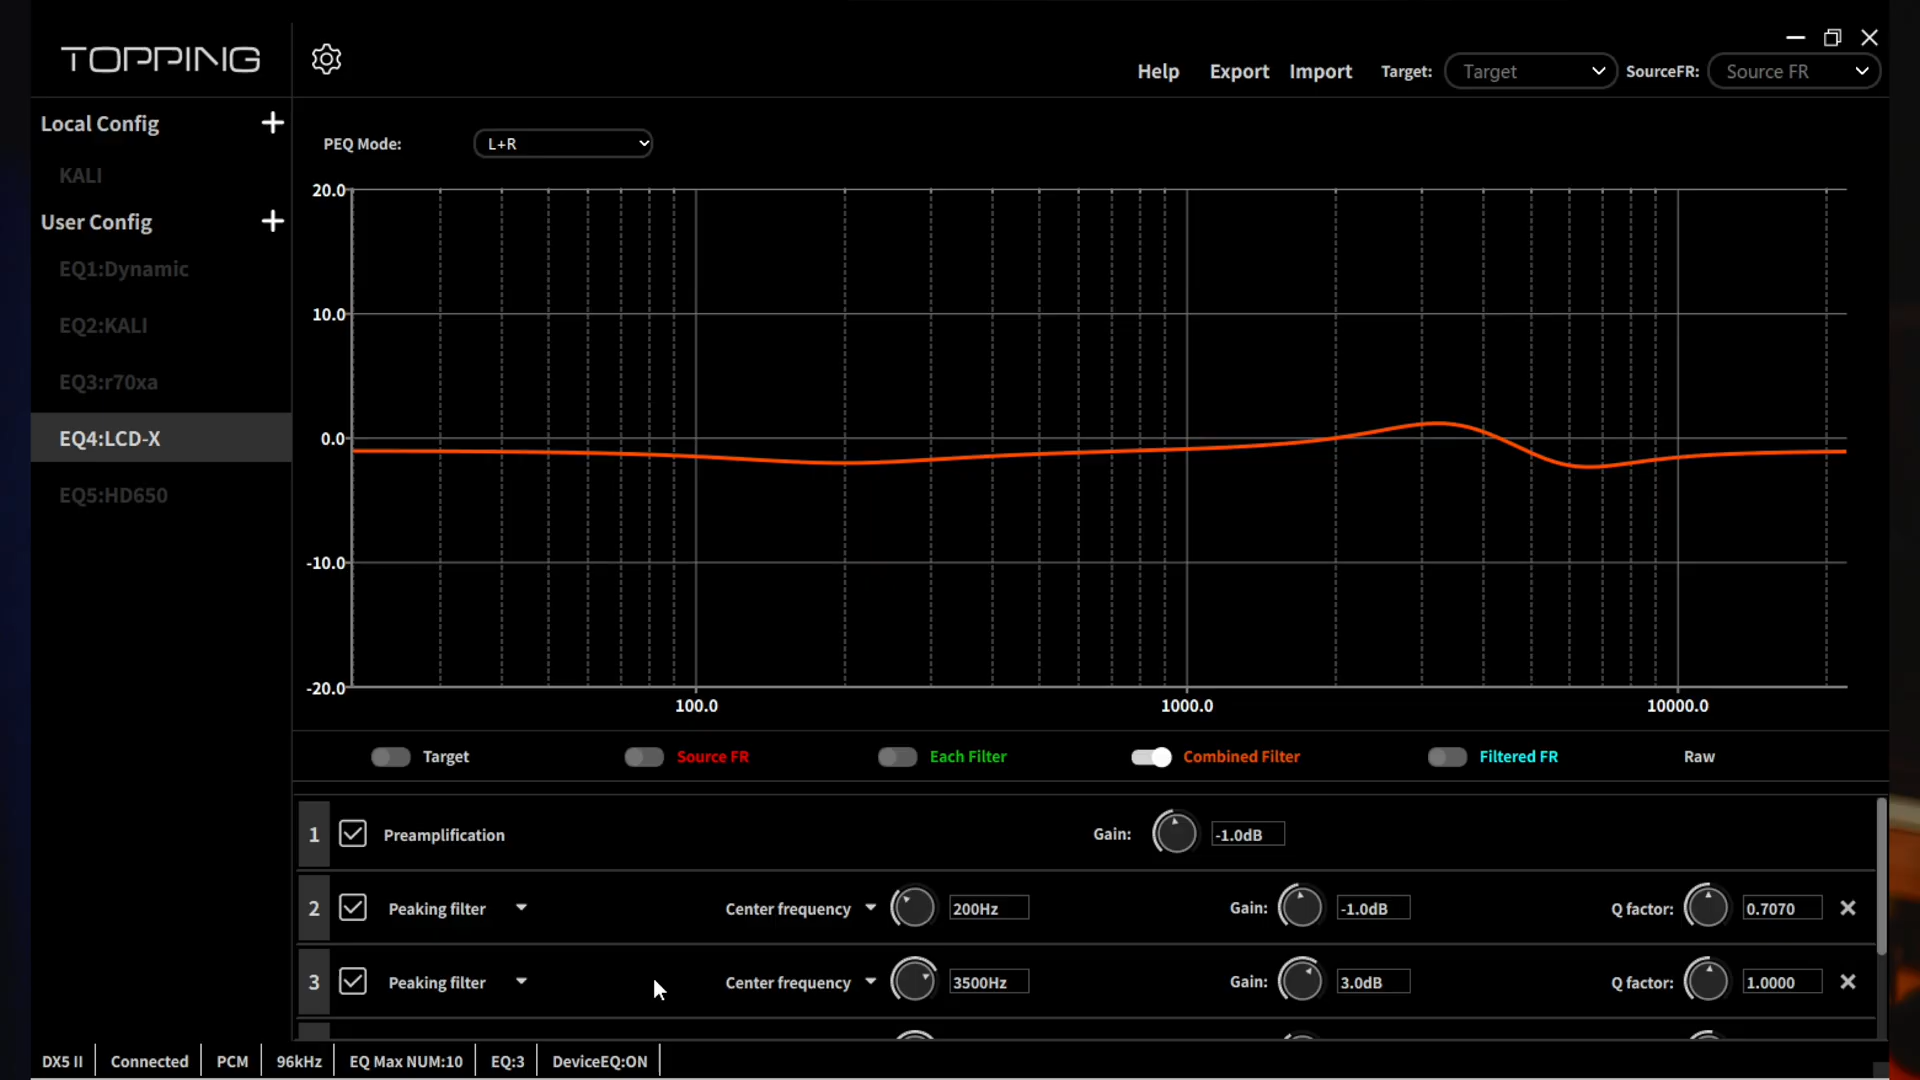 TOPPING
Help Export Import Target: Target SourceFR: Source FR
Local Config
KALI
User Config
EQ1:Dynamic
EQ2:KALI
EQ3:r70xa
EQ4:LCD-X
EQ5:HD650
PEQ Mode: L+R
20.0
10.0
0.0
-10.0
-20.0
100.0 1000.0 10000.0
Target Source FR Each Filter Combined Filter Filtered FR Raw
1 Preamplification Gain: -1.0dB
2 Peaking filter Center frequency 200Hz Gain: -1.0dB Q factor: 0.7070
3 Peaking filter Center frequency 3500Hz Gain: 3.0dB Q factor: 1.0000
DX5 II Connected PCM 96kHz EQ Max NUM:10 EQ:3 DeviceEQ:ON